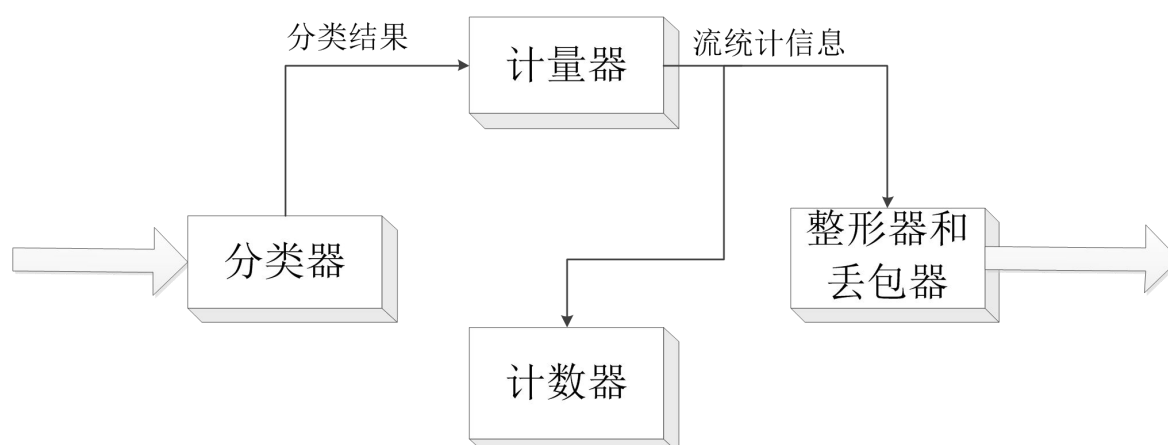 分类结果
计量器
流统计信息
分类器
整形器和
丢包器
计数器